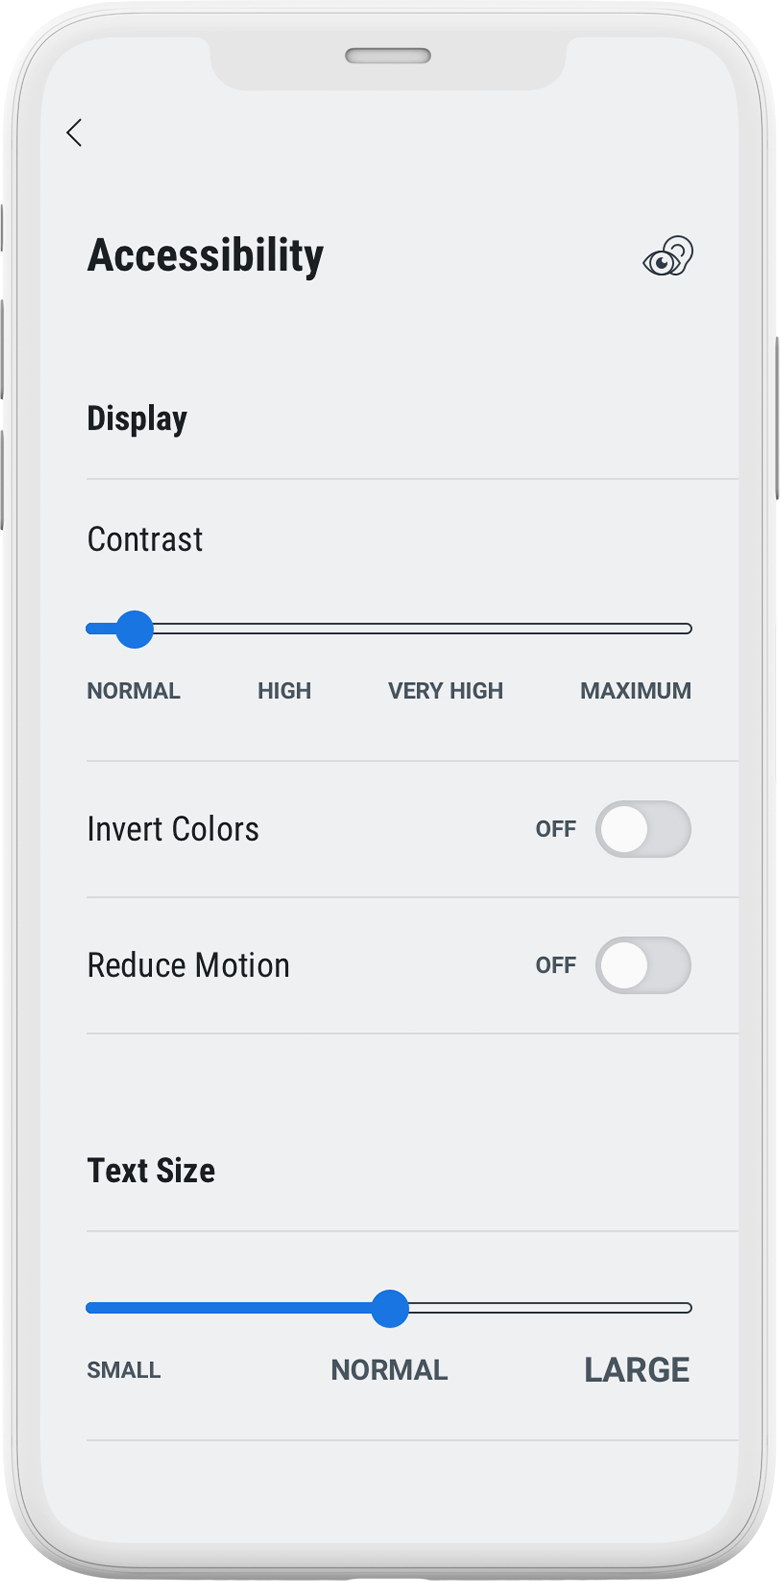 Accessibility
Display
Contrast
NORMAL HIGH VERY HIGH MAXIMUM
Invert Colors OFF
Reduce Motion OFF
Text Size
SMALL NORMAL LARGE